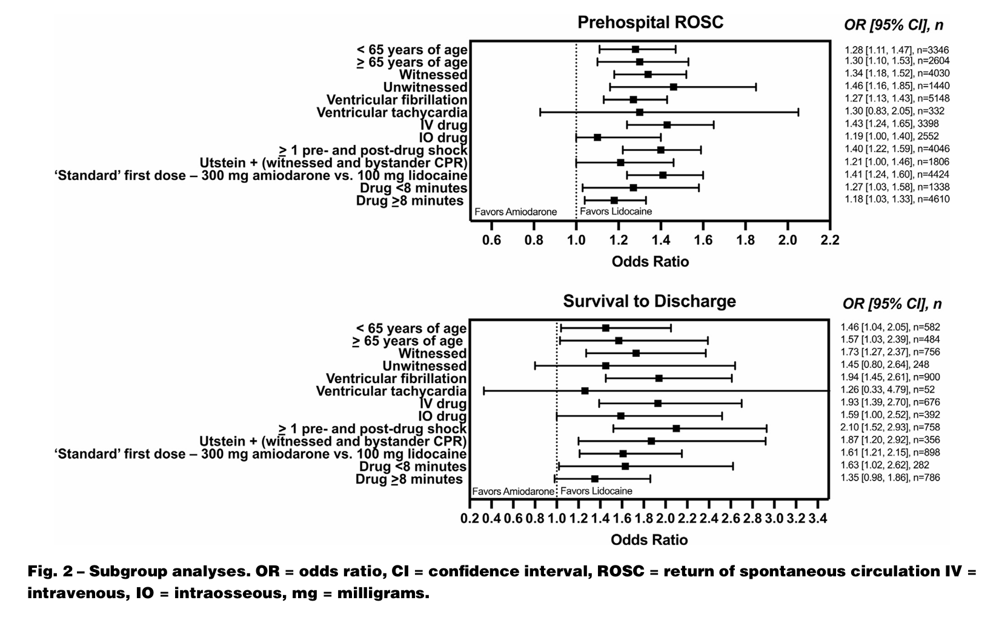 Prehospital ROSC
OR [95% CI], n
< 65 years of age 1.28 [1.11, 1.47], n=3346
≥ 65 years of age 1.30 [1.10, 1.53], n=2604
Witnessed 1.34 [1.18, 1.52], n=4030
Unwitnessed 1.46 [1.16, 1.85], n=1440
Ventricular fibrillation 1.27 [1.13, 1.43], n=5148
Ventricular tachycardia 1.30 [0.83, 2.05], n=332
IV drug 1.43 [1.24, 1.65], 3398
IO drug 1.19 [1.00, 1.40], 2552
≥ 1 pre- and post-drug shock 1.40 [1.22, 1.59], n=4046
Utstein + (witnessed and bystander CPR) 1.21 [1.00, 1.46], n=1806
‘Standard’ first dose – 300 mg amiodarone vs. 100 mg lidocaine 1.41 [1.24, 1.60], n=4424
Drug <8 minutes 1.27 [1.03, 1.58], n=1338
Drug ≥8 minutes 1.18 [1.03, 1.33], n=4610
Favors Amiodarone Favors Lidocaine
0.6 0.8 1.0 1.2 1.4 1.6 1.8 2.0 2.2
Odds Ratio
Survival to Discharge
OR [95% CI], n
< 65 years of age 1.46 [1.04, 2.05], n=582
≥ 65 years of age 1.57 [1.03, 2.39], n=484
Witnessed 1.73 [1.27, 2.37], n=756
Unwitnessed 1.45 [0.80, 2.64], 248
Ventricular fibrillation 1.94 [1.45, 2.61], n=900
Ventricular tachycardia 1.26 [0.33, 4.79], n=52
IV drug 1.93 [1.39, 2.70], n=676
IO drug 1.59 [1.00, 2.52], n=392
≥ 1 pre- and post-drug shock 2.10 [1.52, 2.93], n=758
Utstein + (witnessed and bystander CPR) 1.87 [1.20, 2.92], n=356
‘Standard’ first dose – 300 mg amiodarone vs. 100 mg lidocaine 1.61 [1.21, 2.15], n=898
Drug <8 minutes 1.63 [1.02, 2.62], 282
Drug ≥8 minutes 1.35 [0.98, 1.86], n=786
Favors Amiodarone Favors Lidocaine
0.2 0.4 0.6 0.8 1.0 1.2 1.4 1.6 1.8 2.0 2.2 2.4 2.6 2.8 3.0 3.2 3.4
Odds Ratio
Fig. 2 – Subgroup analyses. OR = odds ratio, CI = confidence interval, ROSC = return of spontaneous circulation IV =
intravenous, IO = intraosseous, mg = milligrams.